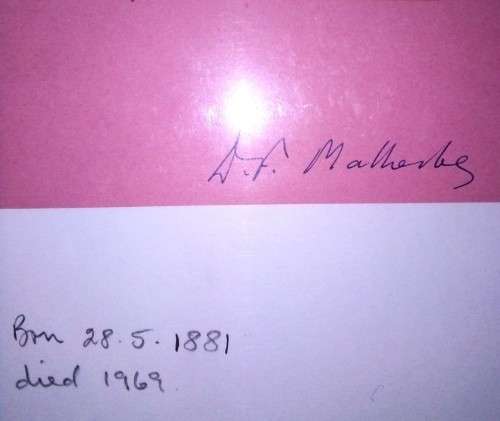 D. F. Malherbe
Born 28.5.1881
died 1969